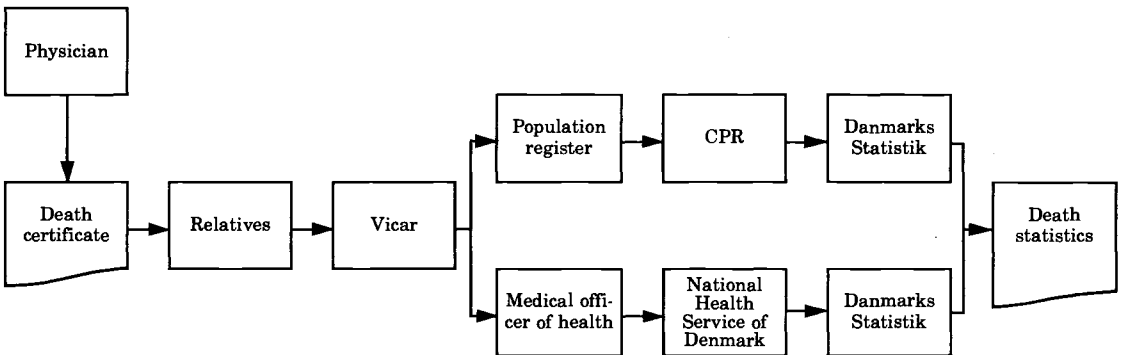 Physician
Death
certificate
Relatives
Vicar
Population
register
CPR
Danmarks
Statistik
Medical offi-
cer of health
National
Health
Service of
Denmark
Danmarks
Statistik
Death
statistics